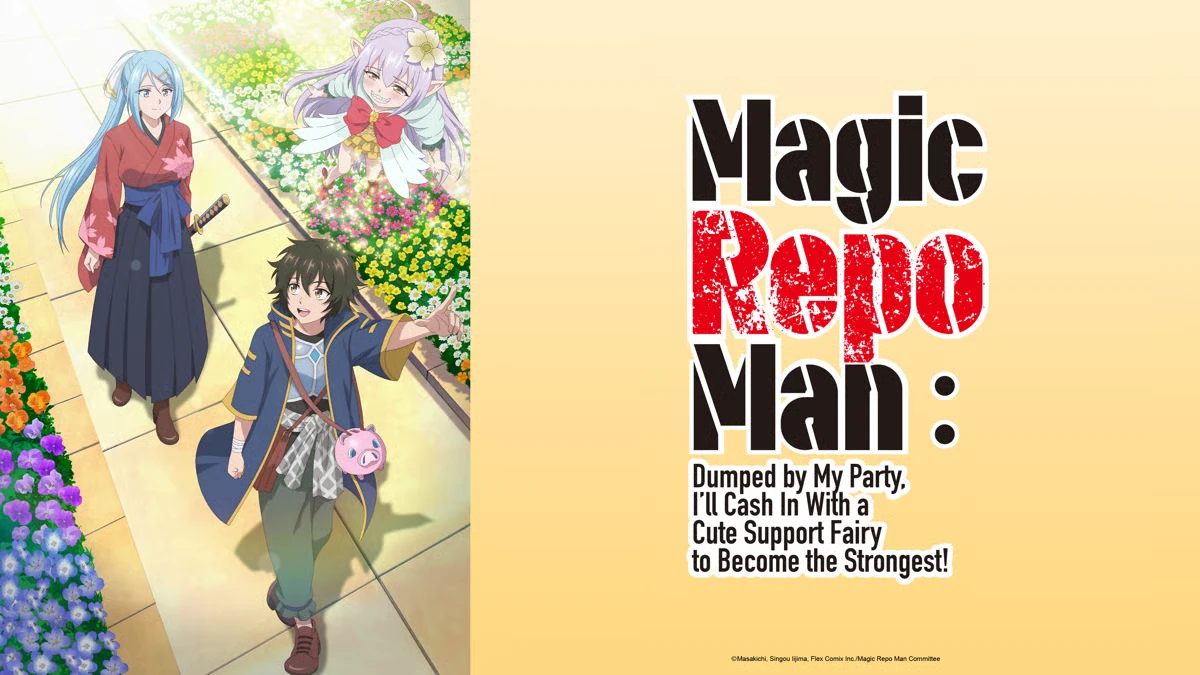 Magic
Repo
Man :
Dumped by My Party,
I'll Cash In With a
Cute Support Fairy
to Become the Strongest!
©Masakichi, Singou Iijima, Flex Comix Inc./Magic Repo Man Committee